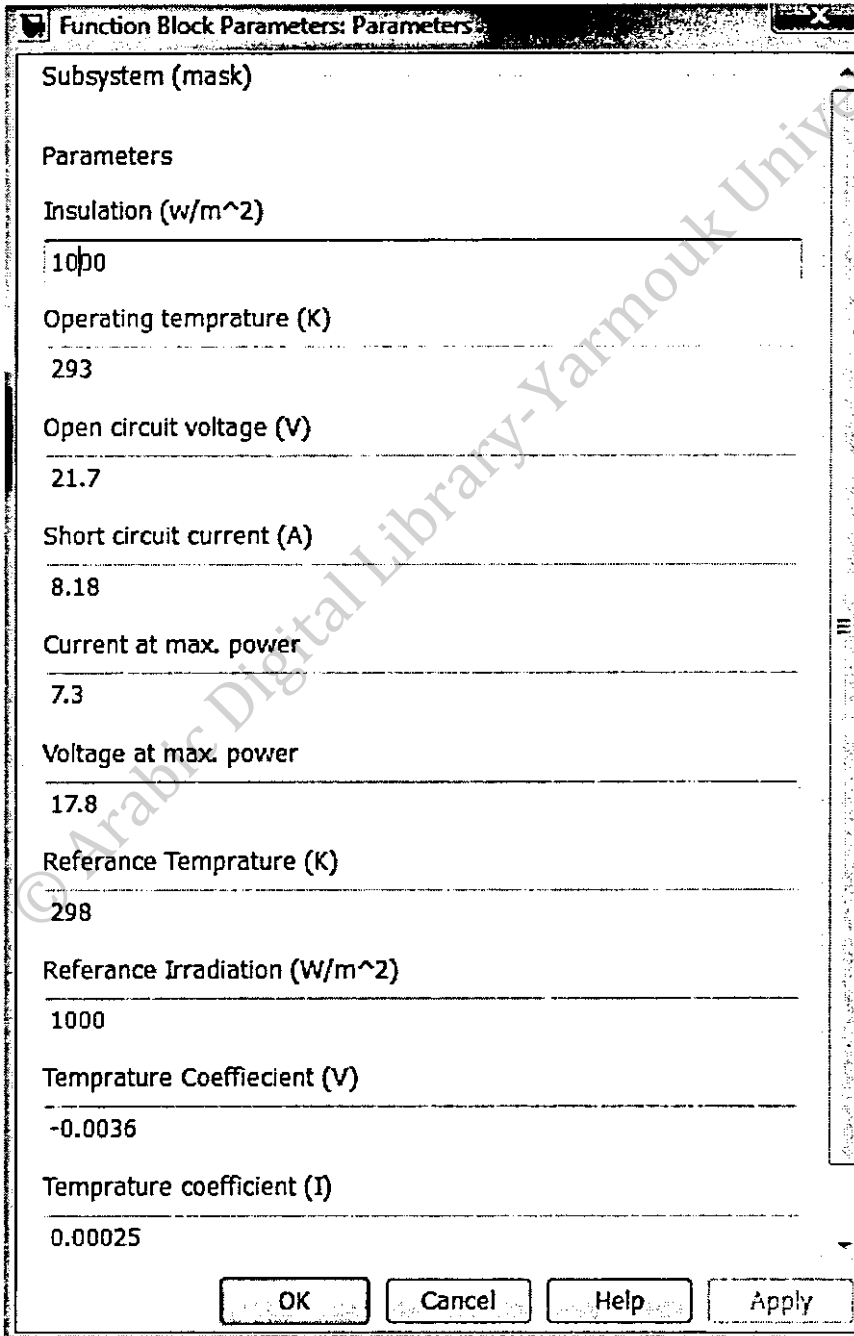 Function Block Parameters: Parameters
Subsystem (mask)
Parameters
Insulation (w/m^2)
1000
Operating temprature (K)
293
Open circuit voltage (V)
21.7
Short circuit current (A)
8.18
Current at max. power
7.3
Voltage at max. power
17.8
Referance Temprature (K)
298
Referance Irradiation (W/m^2)
1000
Temprature Coeffiecient (V)
-0.0036
Temprature coefficient (I)
0.00025
OK Cancel Help Apply
© Arabic Digital Library-Yarmouk Unive